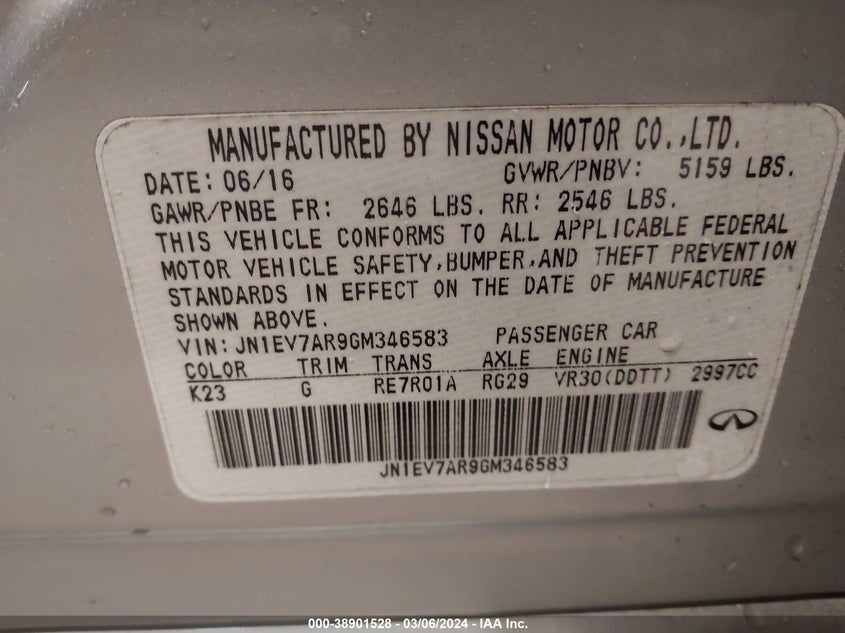 MANUFACTURED BY NISSAN MOTOR CO.,LTD.
DATE: 06/16 GVWR/PNBV: 5159 LBS.
GAWR/PNBE FR: 2646 LBS. RR: 2546 LBS.
THIS VEHICLE CONFORMS TO ALL APPLICABLE FEDERAL
MOTOR VEHICLE SAFETY,BUMPER,AND THEFT PREVENTION
STANDARDS IN EFFECT ON THE DATE OF MANUFACTURE
SHOWN ABOVE.
VIN: JN1EV7AR9GM346583 PASSENGER CAR
COLOR TRIM TRANS AXLE ENGINE
K23 G RE7R01A RG29 VR30(DDTT) 2997CC
JN1EV7AR9GM346583
000-38901528 - 03/06/2024 - IAA Inc.